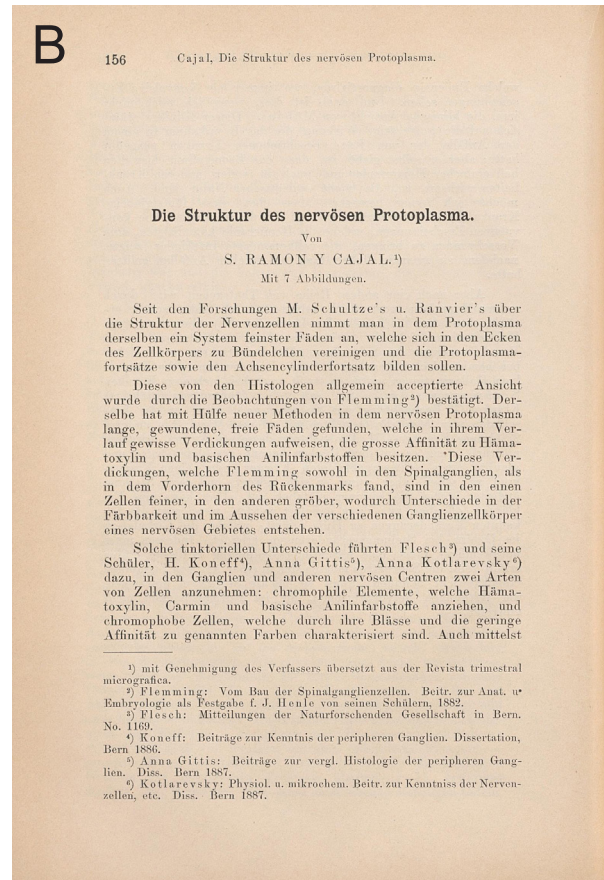 B
156 Cajal, Die Struktur des nervösen Protoplasma.
Die Struktur des nervösen Protoplasma.
Von
S. RAMON Y CAJAL.¹)
Mit 7 Abbildungen.
Seit den Forschungen M. Schultze's u. Ranvier's über
die Struktur der Nervenzellen nimmt man in dem Protoplasma
derselben ein System feinster Fäden an, welche sich in den Ecken
des Zellkörpers zu Bündelchen vereinigen und die Protoplasma-
fortsätze sowie den Achsencylinderfortsatz bilden sollen.
Diese von den Histologen allgemein acceptierte Ansicht
wurde durch die Beobachtungen von Flemming²) bestätigt. Der-
selbe hat mit Hülfe neuer Methoden in dem nervösen Protoplasma
lange, gewundene, freie Fäden gefunden, welche in ihrem Ver-
lauf gewisse Verdickungen aufweisen, die grosse Affinität zu Häma-
toxylin und basischen Anilinfarbstoffen besitzen. Diese Ver-
dickungen, welche Flemming sowohl in den Spinalganglien, als
in dem Vorderhorn des Rückenmarks fand, sind in den einen
Zellen feiner, in den anderen gröber, wodurch Unterschiede in der
Färbbarkeit und im Aussehen der verschiedenen Ganglienzellkörper
eines nervösen Gebietes entstehen.
Solche tinktoriellen Unterschiede führten Flesch³) und seine
Schüler, H. Koneff⁴), Anna Gittis⁵), Anna Kotlarevsky⁶)
dazu, in den Ganglien und anderen nervösen Centren zwei Arten
von Zellen anzunehmen: chromophile Elemente, welche Häma-
toxylin, Carmin und basische Anilinfarbstoffe anziehen, und
chromophobe Zellen, welche durch ihre Blässe und die geringe
Affinität zu genannten Farben charakterisiert sind. Auch mittelst
¹) mit Genehmigung des Verfassers übersetzt aus der Revista trimestral
micrografica.
²) Flemming: Vom Bau der Spinalganglienzellen. Beitr. zur Anat. u.
Embryologie als Festgabe f. J. Henle von seinen Schülern, 1882.
³) Flesch: Mitteilungen der Naturforschenden Gesellschaft in Bern.
No. 1169.
⁴) Koneff: Beiträge zur Kenntnis der peripheren Ganglien. Dissertation,
Bern 1886.
⁵) Anna Gittis: Beiträge zur vergl. Histologie der peripheren Gang-
lien. Diss. Bern 1887.
⁶) Kotlarevsky: Physiol. u. mikrochem. Beitr. zur Kenntniss der Nerven-
zellen, etc. Diss. Bern 1887.